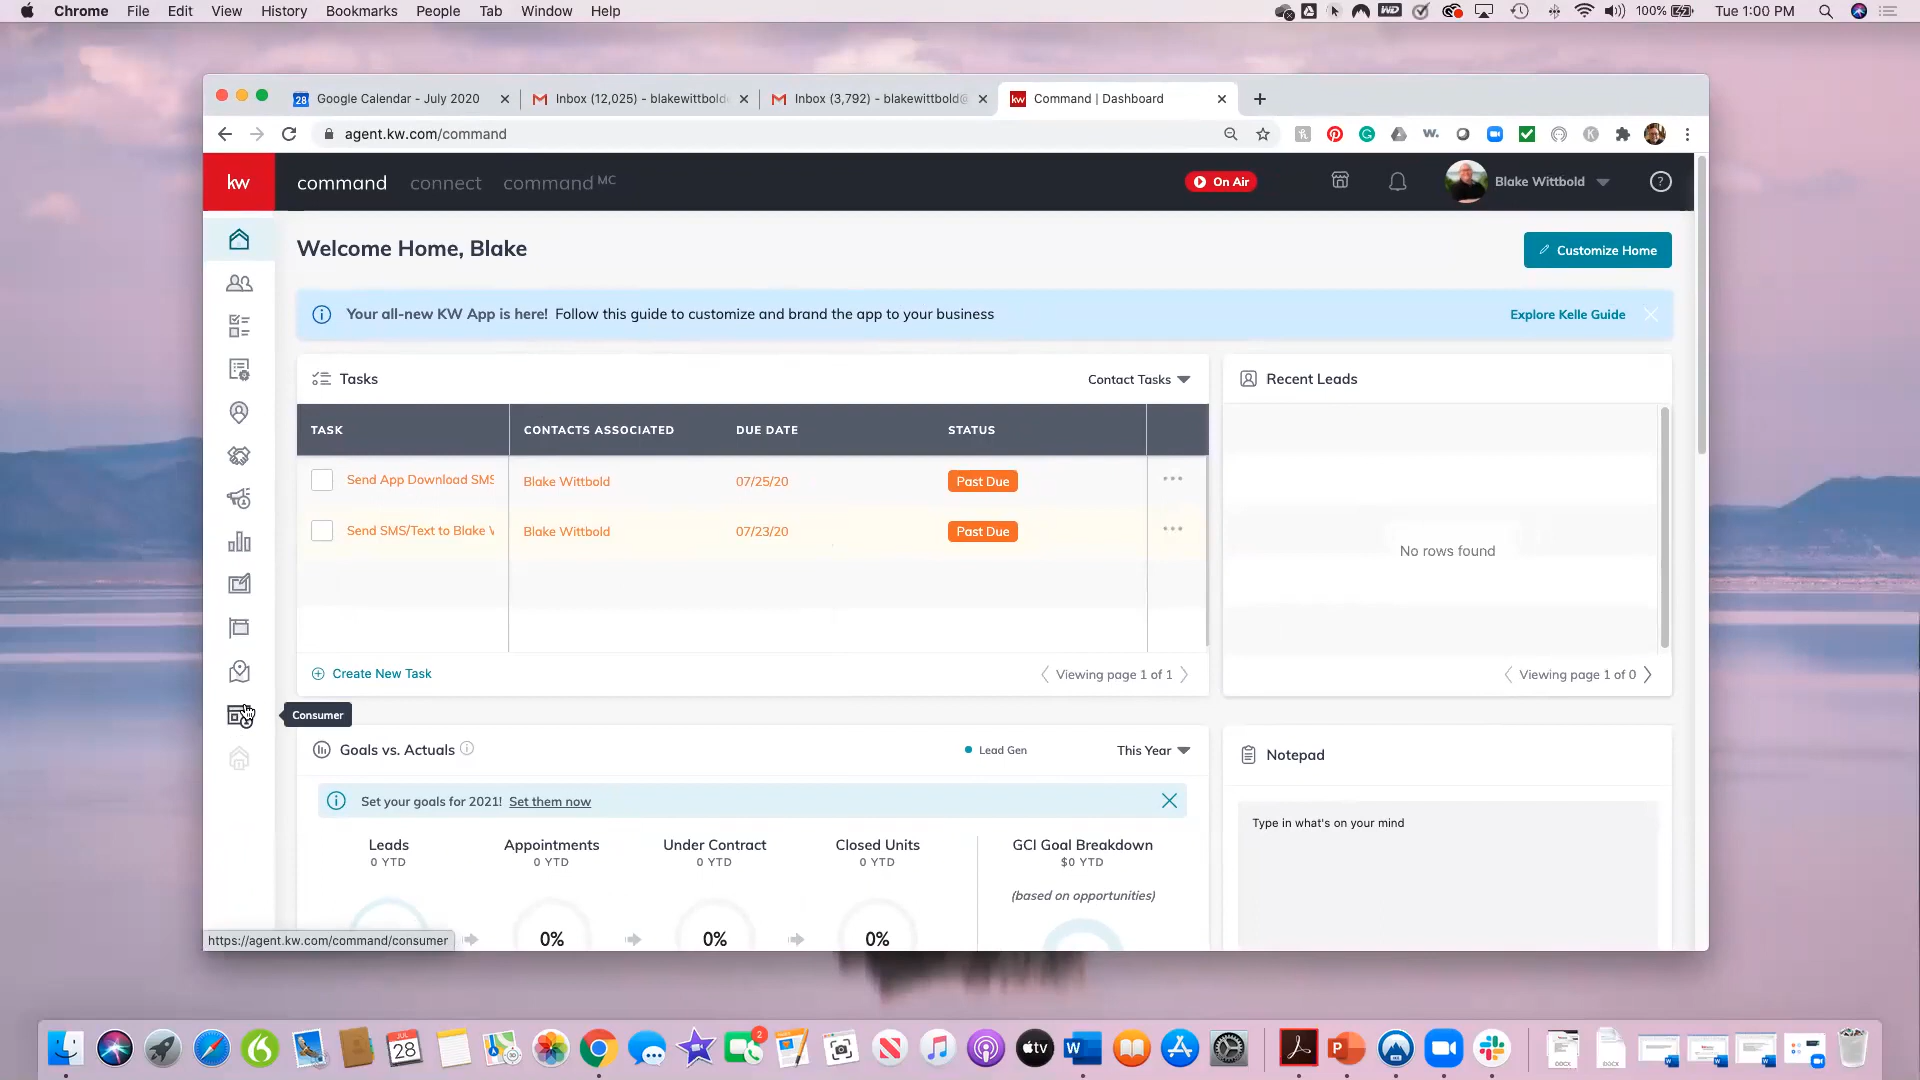 Chrome File Edit View History Bookmarks People Tab Window Help
WD
100%
Tue 1:00 PM
28 Google Calendar - July 2020
Inbox (12,025) - blakewittbold
Inbox (3,792) - blakewittbold@
kw Command | Dashboard
agent.kw.com/command
w.
K
kw
command connect command MC
On Air
Blake Wittbold
?
Welcome Home, Blake
Customize Home
Your all-new KW App is here! Follow this guide to customize and brand the app to your business
Explore Kelle Guide
Tasks
Contact Tasks
TASK CONTACTS ASSOCIATED DUE DATE STATUS
Send App Download SMS Blake Wittbold 07/25/20 Past Due
Send SMS/Text to Blake Blake Wittbold 07/23/20 Past Due
Create New Task
Viewing page 1 of 1
Recent Leads
No rows found
Viewing page 1 of 0
Consumer
Goals vs. Actuals
Lead Gen
This Year
Set your goals for 2021! Set them now
Leads
0 YTD
Appointments
0 YTD
Under Contract
0 YTD
Closed Units
0 YTD
GCI Goal Breakdown
$0 YTD
(based on opportunities)
0% 0% 0%
Notepad
Type in what's on your mind
https://agent.kw.com/command/consumer
JUL
28
2
tv
W
P
DOCX